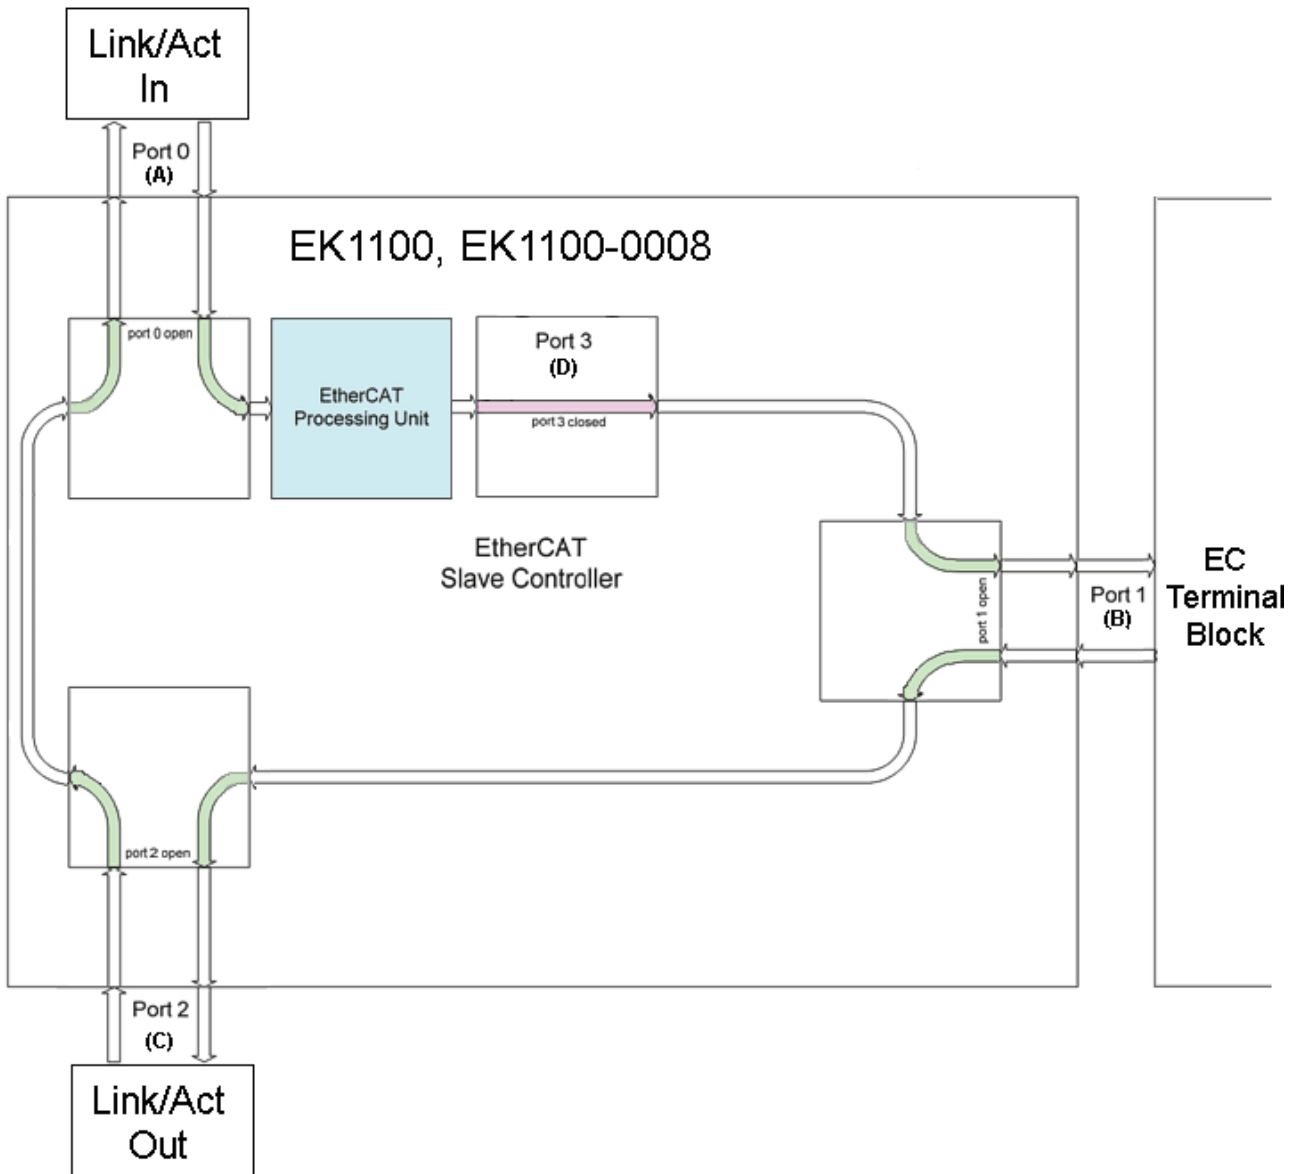 Link/Act
In
Port 0
(A)
EK1100, EK1100-0008
port 0 open
EtherCAT
Processing Unit
Port 3
(D)
port 3 closed
EtherCAT
Slave Controller
port 1 open
Port 1
(B)
EC
Terminal
Block
port 2 open
Port 2
(C)
Link/Act
Out